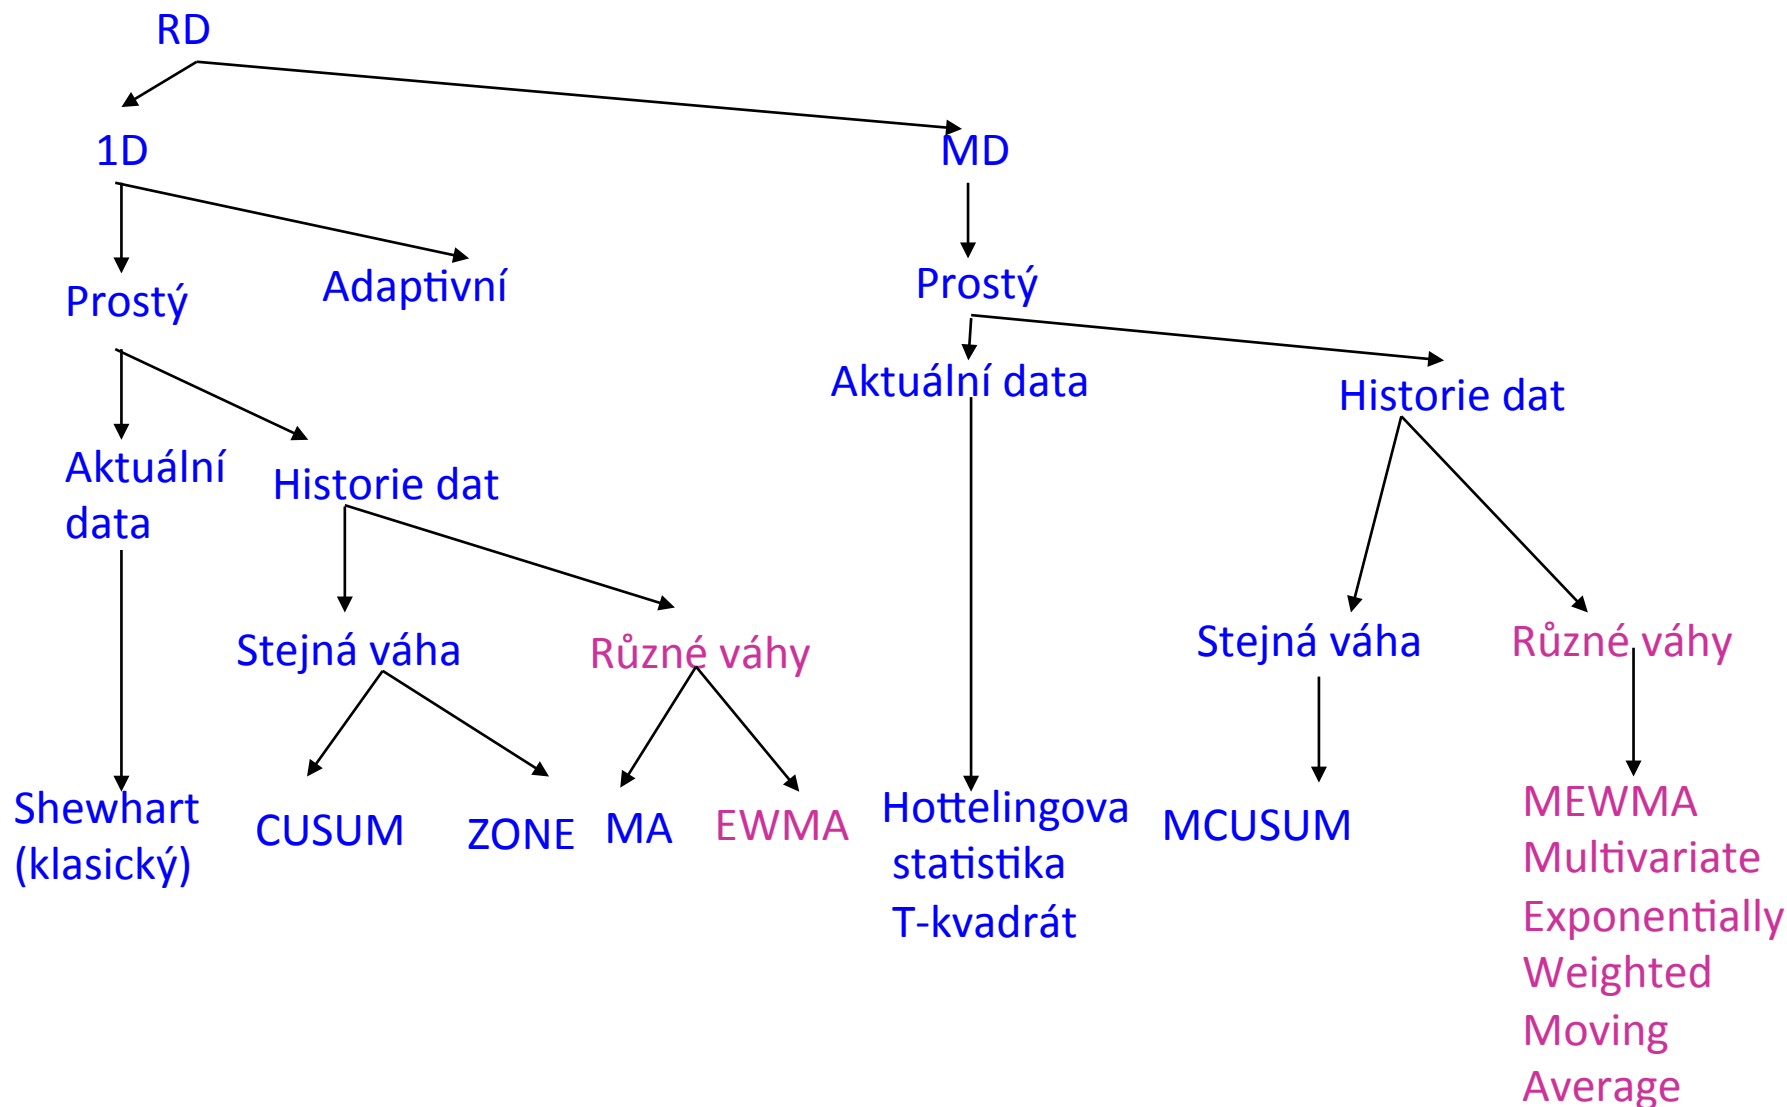 RD
1D
MD
Prostý
Adaptivní
Prostý
Aktuální data
Historie dat
Aktuální
data
Historie dat
Stejná váha
Různé váhy
Stejná váha
Různé váhy
Shewhart
(klasický)
CUSUM
ZONE
MA
EWMA
Hottelingova
statistika
T-kvadrát
MCUSUM
MEWMA
Multivariate
Exponentially
Weighted
Moving
Average